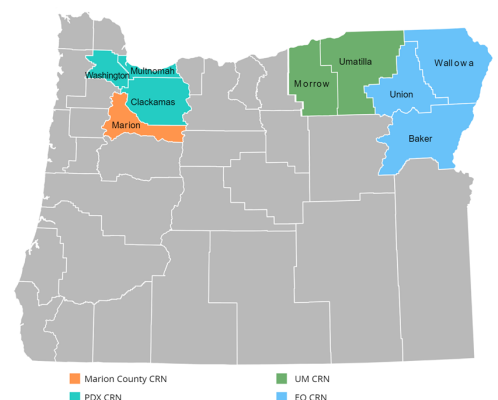 Wallowa
Umatilla
Multnomah
Washington
Morrow
Union
Clackamas
Marion
Baker
Marion County CRN
UM CRN
PDX CRN
EO CRN